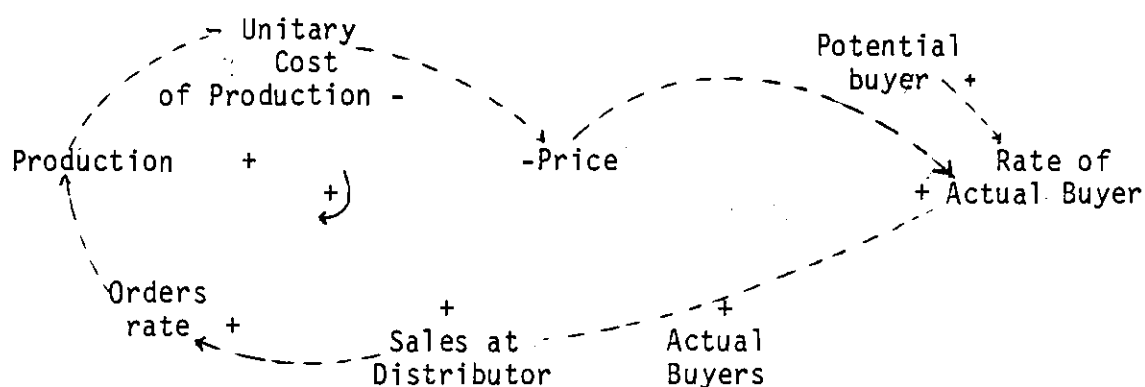 - Unitary
Cost
of Production -
Potential
buyer +
Production +
-Price
Rate of
+ Actual Buyer
+
Orders
rate +
+
Sales at
Distributor
+
Actual
Buyers